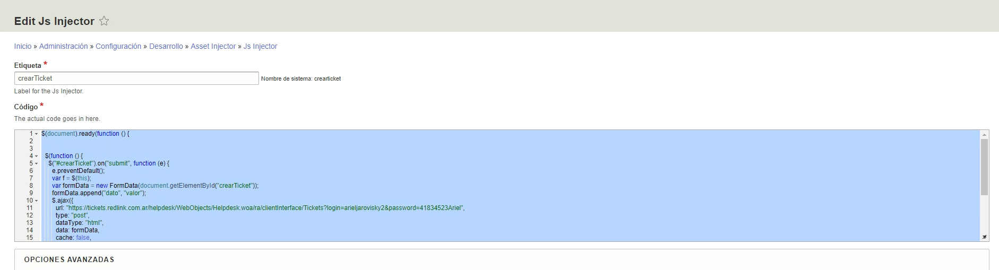 Edit Js Injector
Inicio » Administración » Configuración » Desarrollo » Asset Injector » Js Injector
Etiqueta *
crearTicket Nombre de sistema: crearticket
Label for the Js Injector.
Código *
The actual code goes in here.
1 $(document).ready(function () {
2
3
4 $(function () {
5 $("#crearTicket").on("submit", function (e) {
6 e.preventDefault();
7 var f = $(this);
8 var formData = new FormData(document.getElementById("crearTicket"));
9 formData.append("dato", "valor");
10 $.ajax({
11 url: "https://tickets.redlink.com.ar/helpdesk/WebObjects/Helpdesk.woa/ra/clientInterface/Tickets?login=arieljarovisky2&password=41834523Ariel",
12 type: "post",
13 dataType: "html",
14 data: formData,
15 cache: false,
OPCIONES AVANZADAS